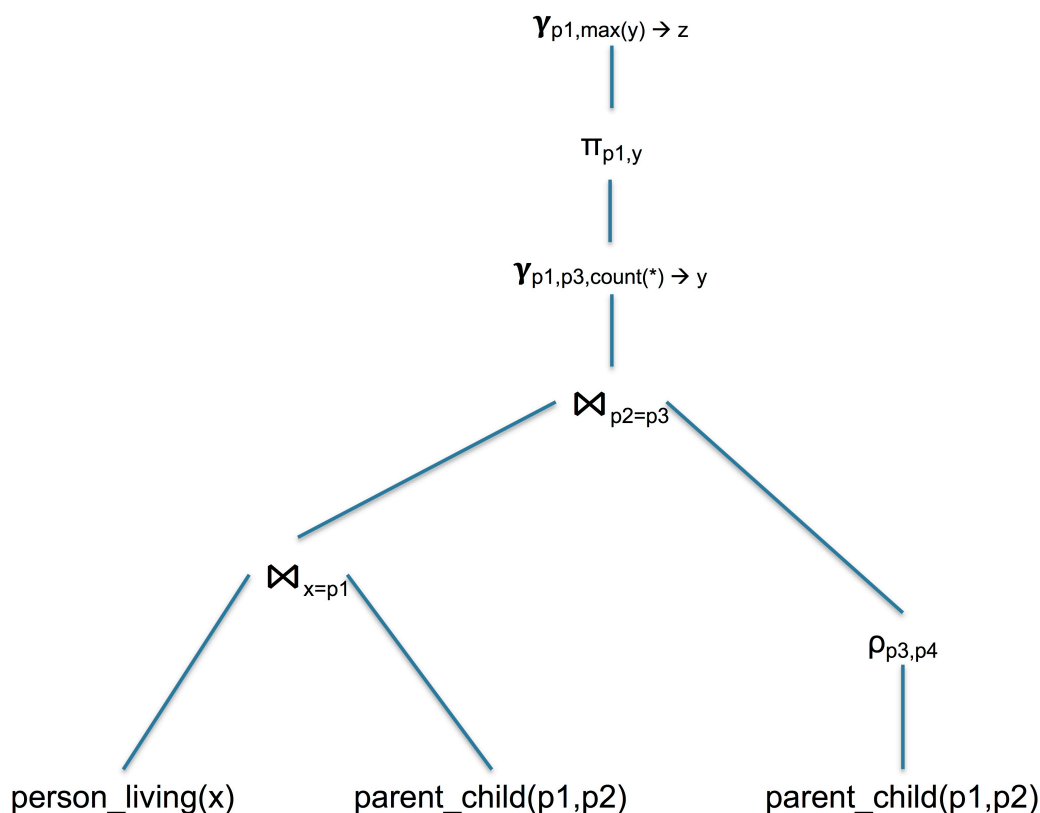 γp1,max(y) → z
πp1,y
γp1,p3,count(*) → y
⋈ p2=p3
⋈ x=p1
ρp3,p4
person_living(x) parent_child(p1,p2) parent_child(p1,p2)